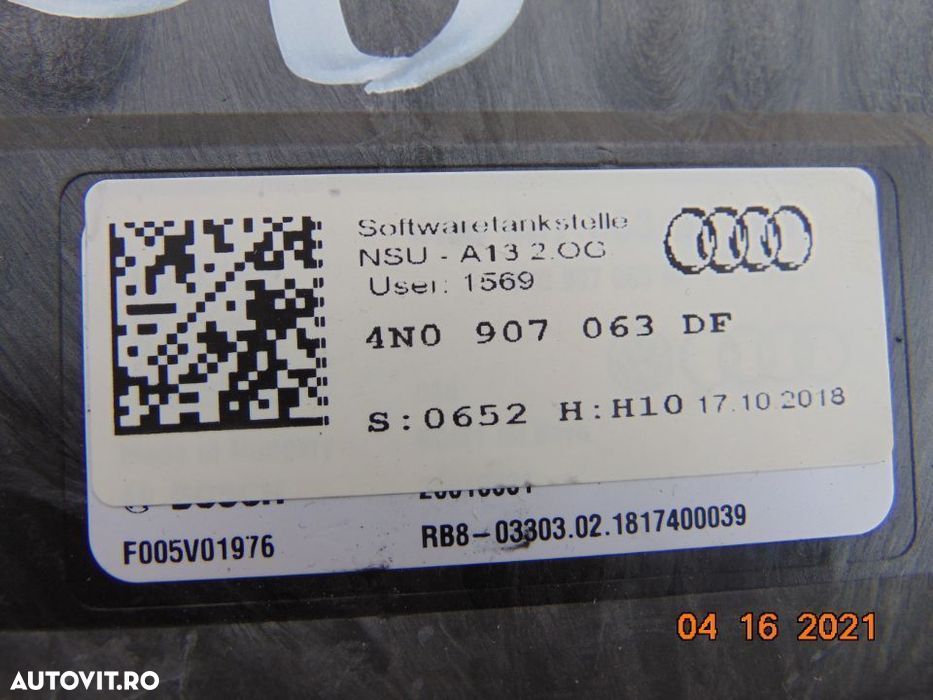 Softwaretankstelle
NSU - A13 2.OG
User: 1569
4N0 907 063 DF
S:0652 H:H10 17.10.2018
F005V01976
RB8-03303.02.1817400039
04 16 2021
AUTOVIT.RO